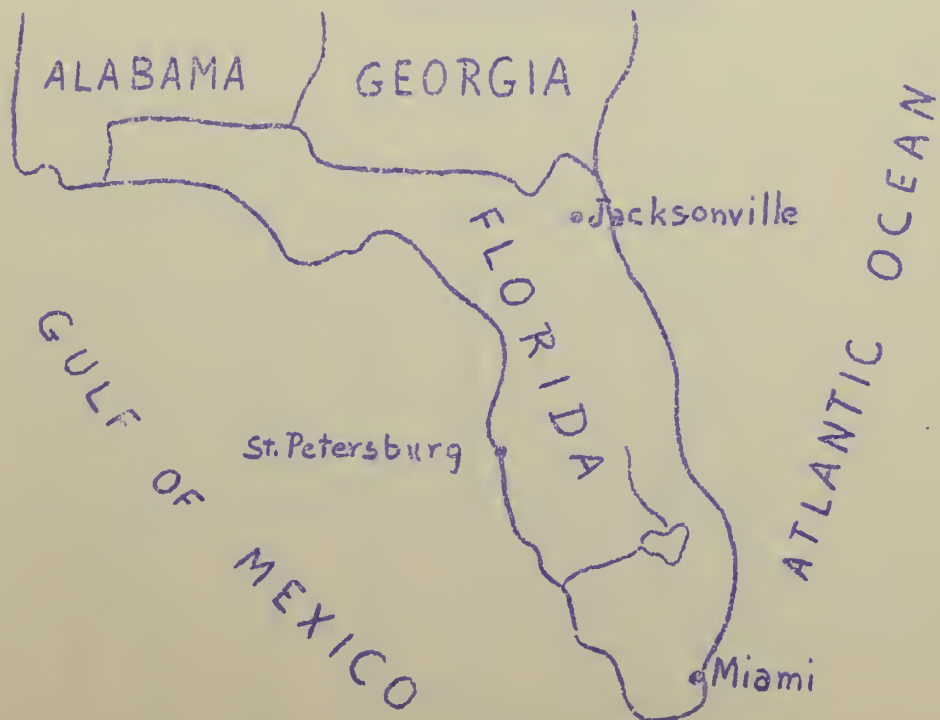 ALABAMA
GEORGIA
FLORIDA
Jacksonville
ATLANTIC OCEAN
GULF OF MEXICO
St. Petersburg
Miami